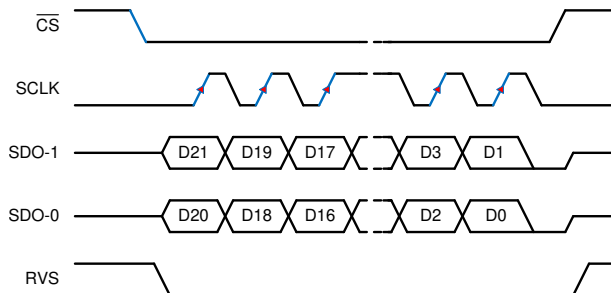 CS
SCLK
SDO-1 D21 D19 D17 D3 D1
SDO-0 D20 D18 D16 D2 D0
RVS